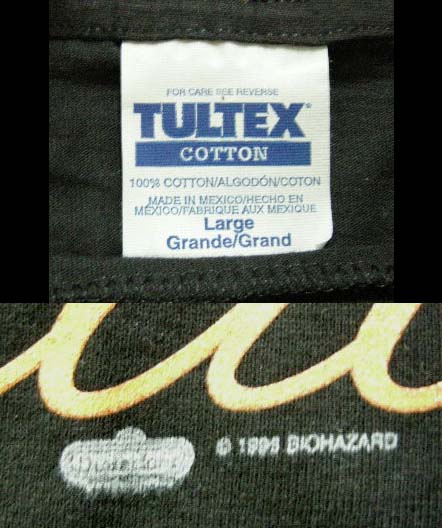 FOR CARE SEE REVERSE
TULTEX®
COTTON
100% COTTON/ALGODÓN/COTON
MADE IN MEXICO/HECHO EN
MÉXICO/FABRIQUE AUX MEXIQUE
Large
Grande/Grand
© 1996 BIOHAZARD